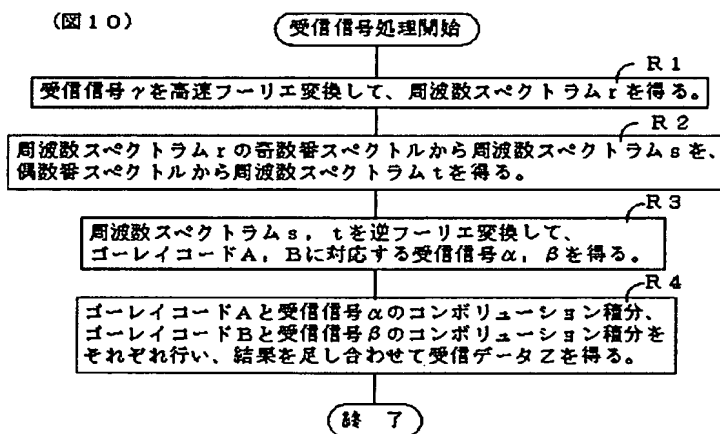 (図10)
受信信号処理開始
R1
受信信号γを高速フーリエ変換して、周波数スペクトラムrを得る。
R2
周波数スペクトラムrの奇数番スペクトルから周波数スペクトラムsを、
偶数番スペクトルから周波数スペクトラムtを得る。
R3
周波数スペクトラムs，tを逆フーリエ変換して、
ゴーレイコードA，Bに対応する受信信号α，βを得る。
R4
ゴーレイコードAと受信信号αのコンボリューション積分、
ゴーレイコードBと受信信号βのコンボリューション積分を
それぞれ行い、結果を足し合わせて受信データZを得る。
終 了